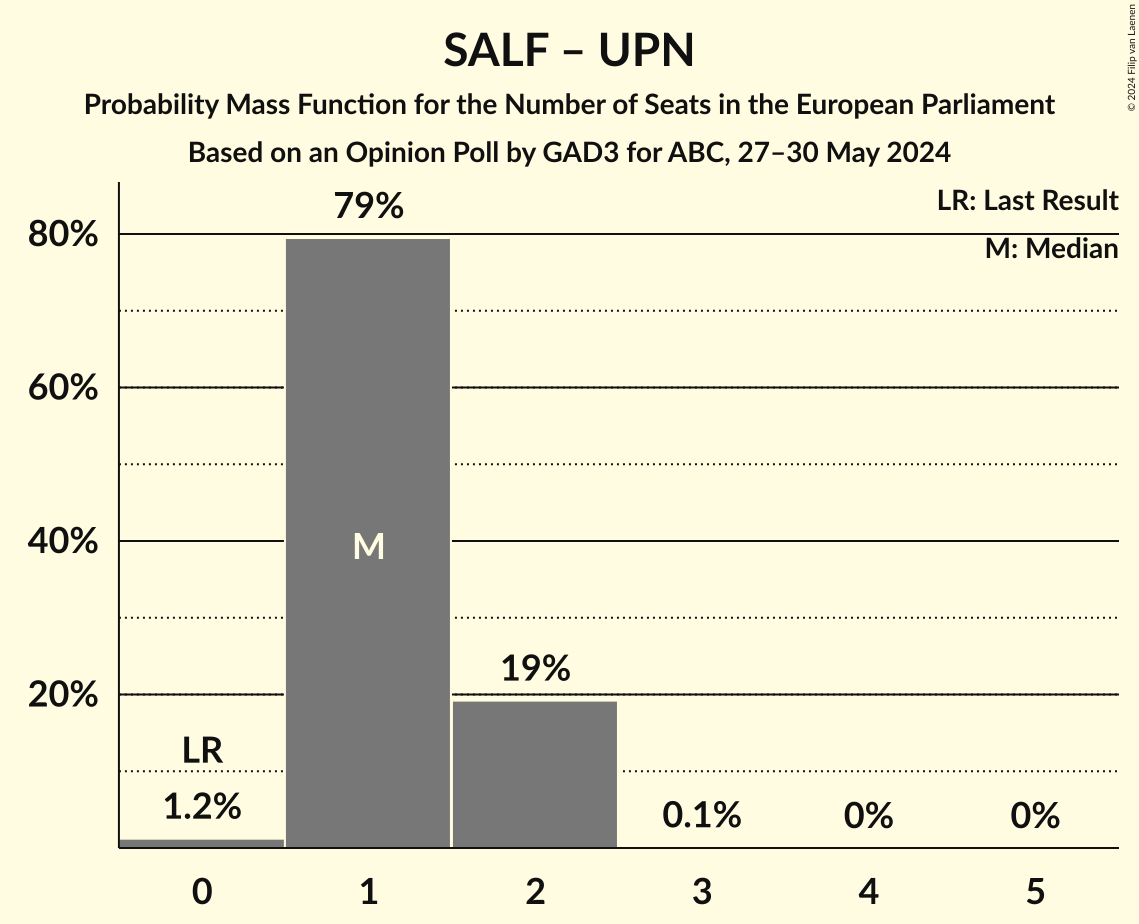 SALF – UPN
Probability Mass Function for the Number of Seats in the European Parliament
Based on an Opinion Poll by GAD3 for ABC, 27–30 May 2024
© 2024 Filip van Laenen
LR: Last Result
M: Median
79%
80%
60%
40%
20%
M
19%
LR
1.2%
0.1%
0%
0%
0
1
2
3
4
5